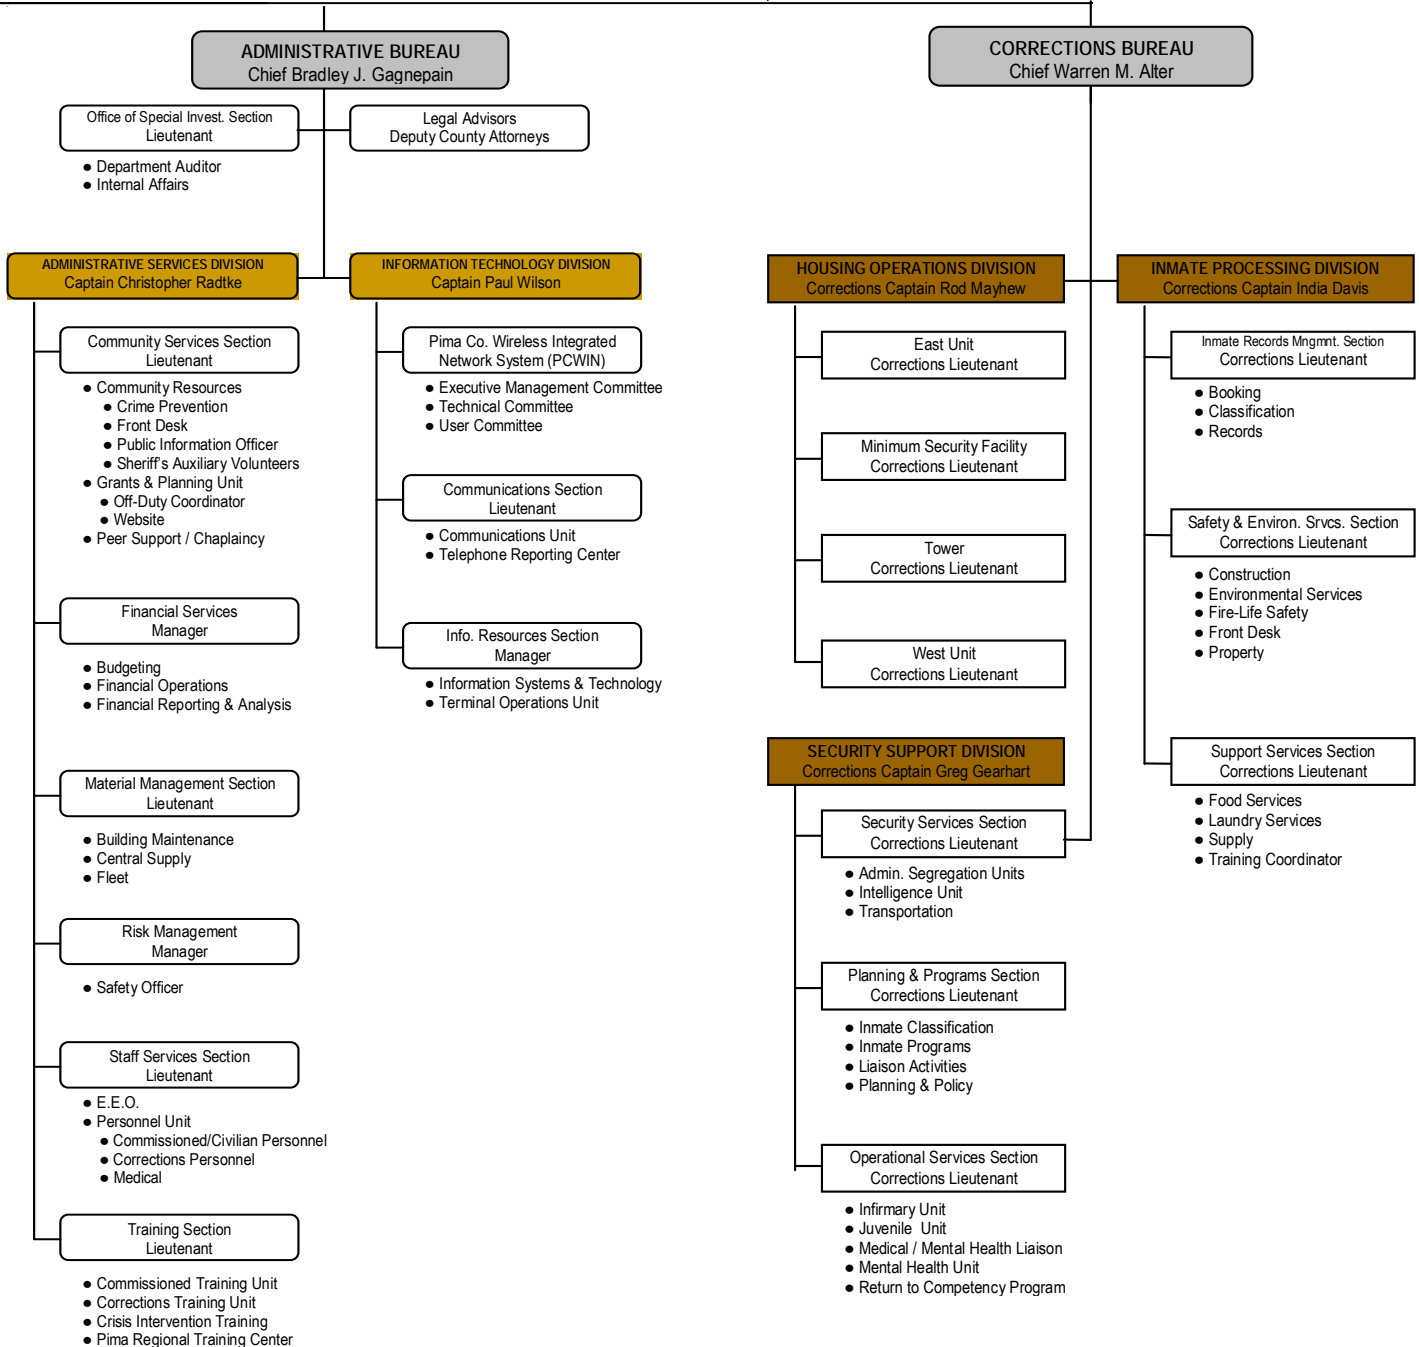 ADMINISTRATIVE BUREAU
Chief Bradley J. Gagnepain
Office of Special Invest. Section
Lieutenant
● Department Auditor
● Internal Affairs
Legal Advisors
Deputy County Attorneys
ADMINISTRATIVE SERVICES DIVISION
Captain Christopher Radtke
Community Services Section
Lieutenant
● Community Resources
● Crime Prevention
● Front Desk
● Public Information Officer
● Sheriff's Auxiliary Volunteers
● Grants & Planning Unit
● Off-Duty Coordinator
● Website
● Peer Support / Chaplaincy
Financial Services
Manager
● Budgeting
● Financial Operations
● Financial Reporting & Analysis
Material Management Section
Lieutenant
● Building Maintenance
● Central Supply
● Fleet
Risk Management
Manager
● Safety Officer
Staff Services Section
Lieutenant
● E.E.O.
● Personnel Unit
● Commissioned/Civilian Personnel
● Corrections Personnel
● Medical
Training Section
Lieutenant
● Commissioned Training Unit
● Corrections Training Unit
● Crisis Intervention Training
● Pima Regional Training Center
INFORMATION TECHNOLOGY DIVISION
Captain Paul Wilson
Pima Co. Wireless Integrated
Network System (PCWIN)
● Executive Management Committee
● Technical Committee
● User Committee
Communications Section
Lieutenant
● Communications Unit
● Telephone Reporting Center
Info. Resources Section
Manager
● Information Systems & Technology
● Terminal Operations Unit
CORRECTIONS BUREAU
Chief Warren M. Alter
HOUSING OPERATIONS DIVISION
Corrections Captain Rod Mayhew
East Unit
Corrections Lieutenant
Minimum Security Facility
Corrections Lieutenant
Tower
Corrections Lieutenant
West Unit
Corrections Lieutenant
SECURITY SUPPORT DIVISION
Corrections Captain Greg Gearhart
Security Services Section
Corrections Lieutenant
● Admin. Segregation Units
● Intelligence Unit
● Transportation
Planning & Programs Section
Corrections Lieutenant
● Inmate Classification
● Inmate Programs
● Liaison Activities
● Planning & Policy
Operational Services Section
Corrections Lieutenant
● Infirmary Unit
● Juvenile Unit
● Medical / Mental Health Liaison
● Mental Health Unit
● Return to Competency Program
INMATE PROCESSING DIVISION
Corrections Captain India Davis
Inmate Records Mngmnt. Section
Corrections Lieutenant
● Booking
● Classification
● Records
Safety & Environ. Srvcs. Section
Corrections Lieutenant
● Construction
● Environmental Services
● Fire-Life Safety
● Front Desk
● Property
Support Services Section
Corrections Lieutenant
● Food Services
● Laundry Services
● Supply
● Training Coordinator